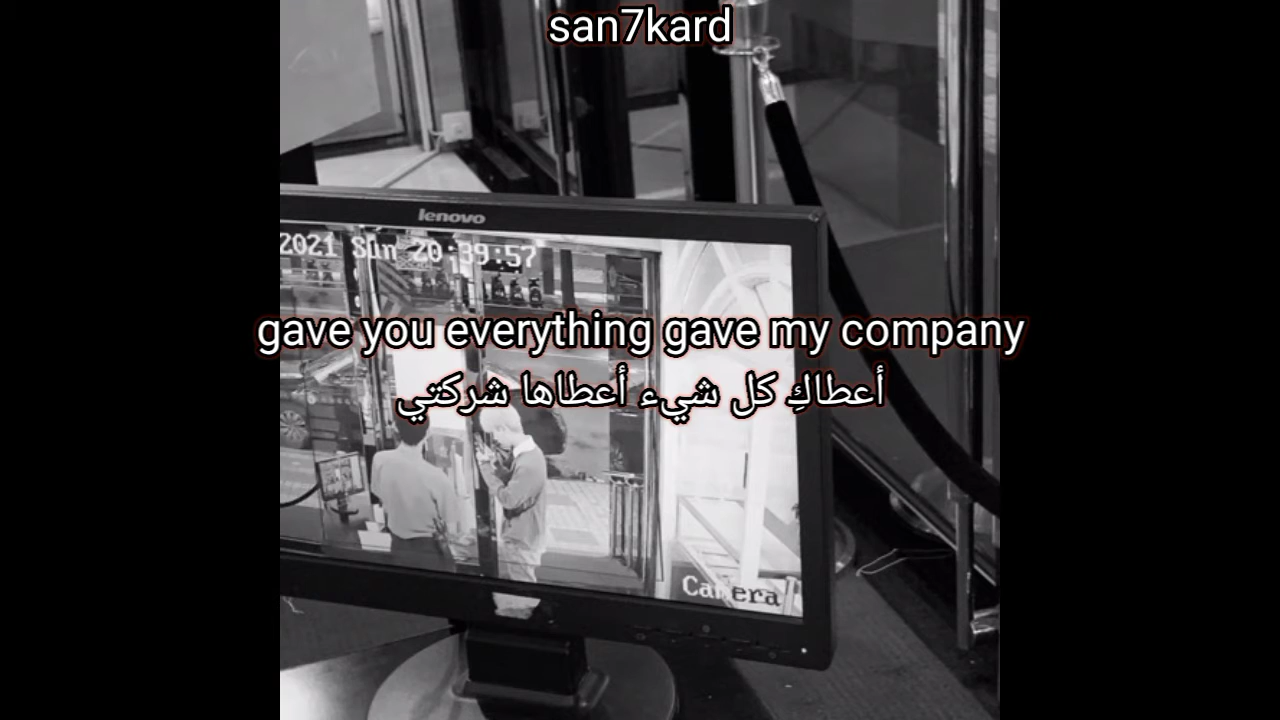 san7kard
lenovo
2021 Sun 20:39:57
gave you everything gave my company
أعطاكِ كل شيء أعطاها شركتي
Camera